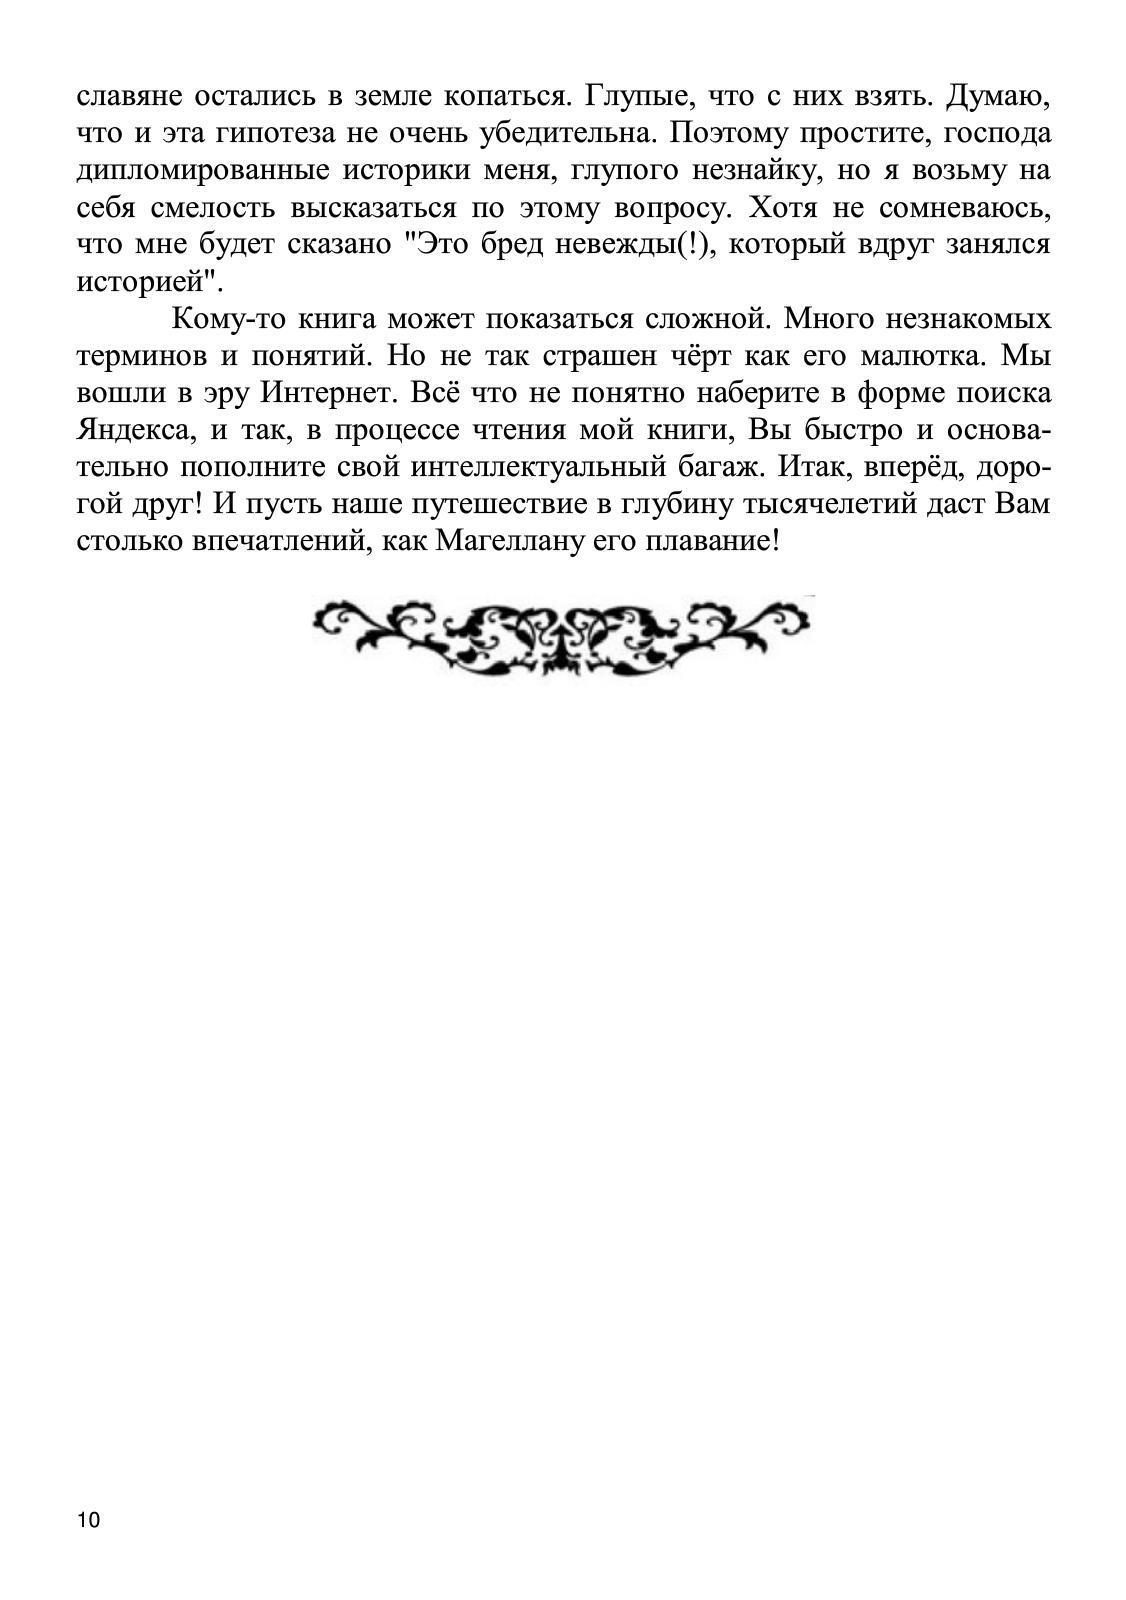 славяне остались в земле копаться. Глупые, что с них взять. Думаю,
что и эта гипотеза не очень убедительна. Поэтому простите, господа
дипломированные историки меня, глупого незнайку, но я возьму на
себя смелость высказаться по этому вопросу. Хотя не сомневаюсь,
что мне будет сказано "Это бред невежды(!), который вдруг занялся
историей".
Кому-то книга может показаться сложной. Много незнакомых
терминов и понятий. Но не так страшен чёрт как его малютка. Мы
вошли в эру Интернет. Всё что не понятно наберите в форме поиска
Яндекса, и так, в процессе чтения мой книги, Вы быстро и основа-
тельно пополните свой интеллектуальный багаж. Итак, вперёд, доро-
гой друг! И пусть наше путешествие в глубину тысячелетий даст Вам
столько впечатлений, как Магеллану его плавание!
10